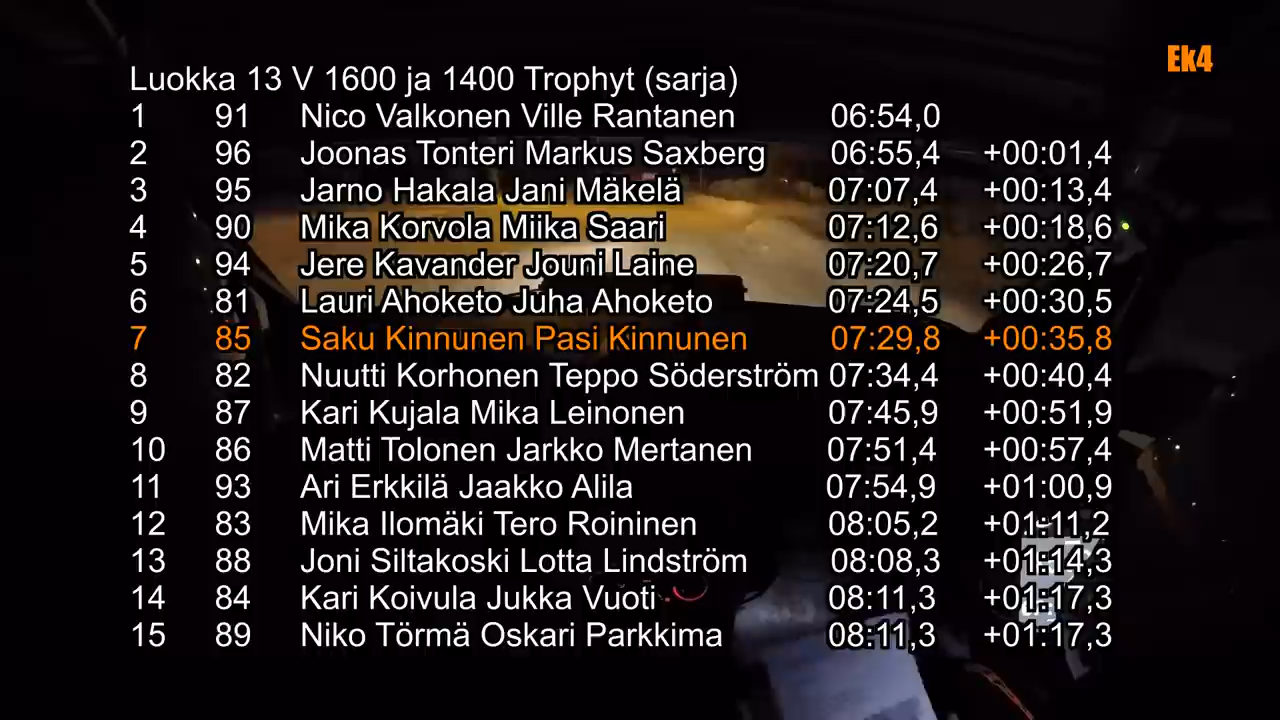 Ek4
Luokka 13 V 1600 ja 1400 Trophyt (sarja)
1 91 Nico Valkonen Ville Rantanen 06:54,0
2 96 Joonas Tonteri Markus Saxberg 06:55,4 +00:01,4
3 95 Jarno Hakala Jani Mäkelä 07:07,4 +00:13,4
4 90 Mika Korvola Miika Saari 07:12,6 +00:18,6
5 94 Jere Kavander Jouni Laine 07:20,7 +00:26,7
6 81 Lauri Ahoketo Juha Ahoketo 07:24,5 +00:30,5
7 85 Saku Kinnunen Pasi Kinnunen 07:29,8 +00:35,8
8 82 Nuutti Korhonen Teppo Söderström 07:34,4 +00:40,4
9 87 Kari Kujala Mika Leinonen 07:45,9 +00:51,9
10 86 Matti Tolonen Jarkko Mertanen 07:51,4 +00:57,4
11 93 Ari Erkkilä Jaakko Alila 07:54,9 +01:00,9
12 83 Mika Ilomäki Tero Roininen 08:05,2 +01:11,2
13 88 Joni Siltakoski Lotta Lindström 08:08,3 +01:14,3
14 84 Kari Koivula Jukka Vuoti 08:11,3 +01:17,3
15 89 Niko Törmä Oskari Parkkima 08:11,3 +01:17,3